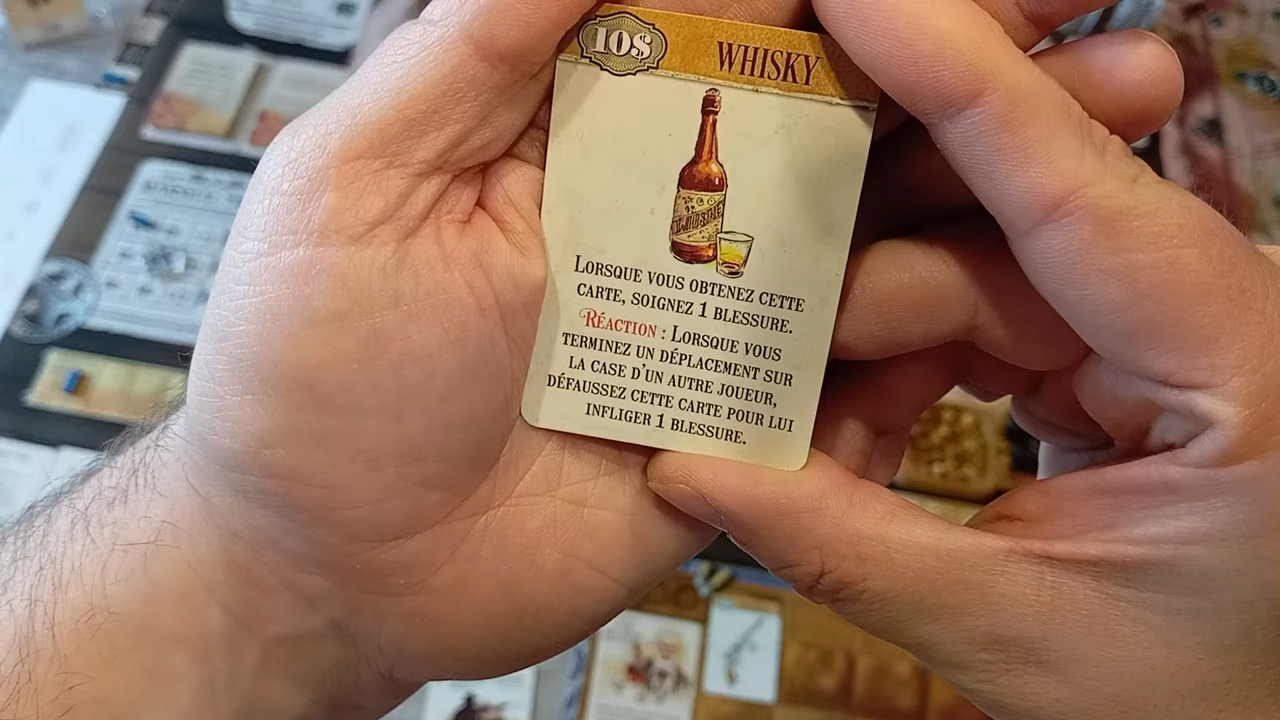 10$
WHISKY
LORSQUE VOUS OBTENEZ CETTE
CARTE, SOIGNEZ 1 BLESSURE.
RÉACTION : LORSQUE VOUS
TERMINEZ UN DÉPLACEMENT SUR
LA CASE D'UN AUTRE JOUEUR,
DÉFAUSSEZ CETTE CARTE POUR LUI
INFLIGER 1 BLESSURE.